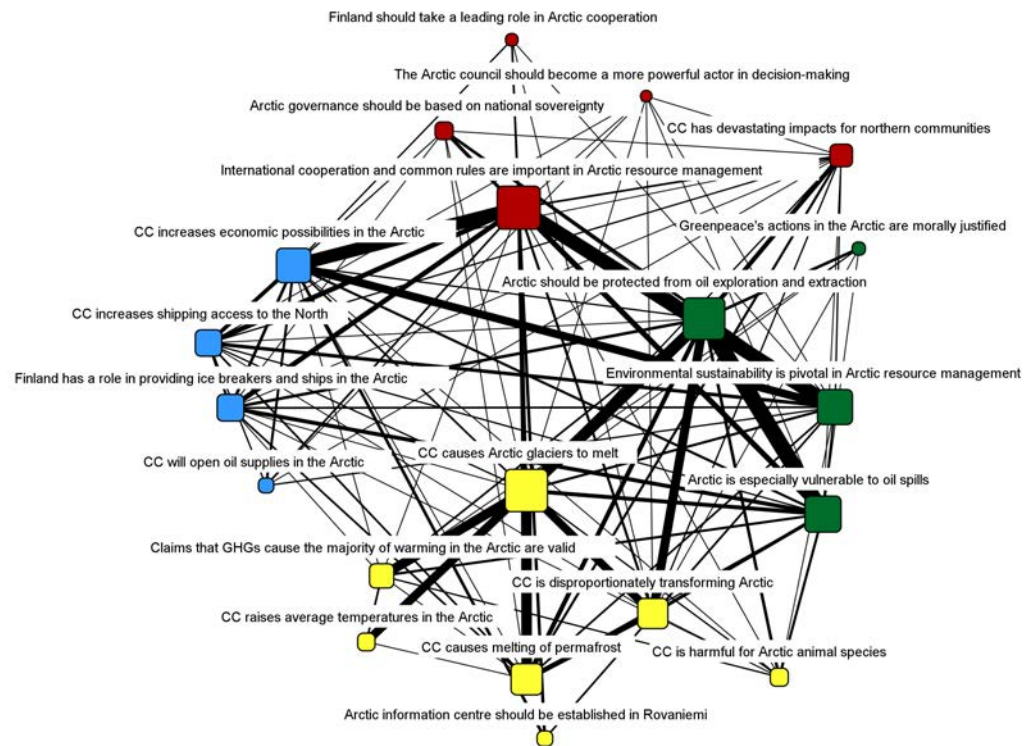 Finland should take a leading role in Arctic cooperation
The Arctic council should become a more powerful actor in decision-making
Arctic governance should be based on national sovereignty
CC has devastating impacts for northern communities
International cooperation and common rules are important in Arctic resource management
Greenpeace's actions in the Arctic are morally justified
CC increases economic possibilities in the Arctic
Arctic should be protected from oil exploration and extraction
CC increases shipping access to the North
Environmental sustainability is pivotal in Arctic resource management
Finland has a role in providing ice breakers and ships in the Arctic
CC causes Arctic glaciers to melt
CC will open oil supplies in the Arctic
Arctic is especially vulnerable to oil spills
Claims that GHGs cause the majority of warming in the Arctic are valid
CC is disproportionately transforming Arctic
CC raises average temperatures in the Arctic
CC causes melting of permafrost
CC is harmful for Arctic animal species
Arctic information centre should be established in Rovaniemi